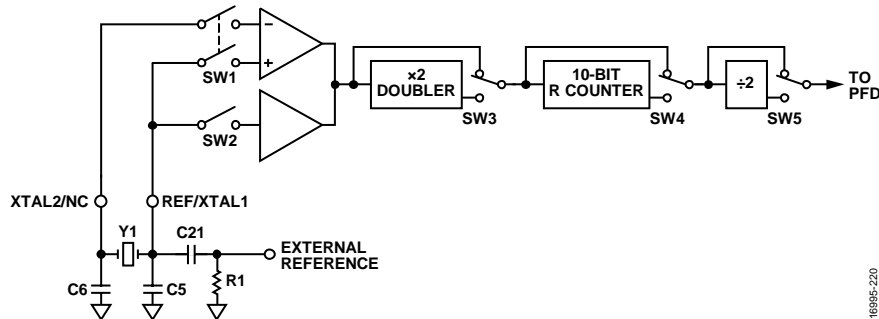 −
+
SW1
SW2
×2
DOUBLER
SW3
10-BIT
R COUNTER
SW4
÷2
SW5
TO
PFD
XTAL2/NC
REF/XTAL1
Y1
C21
EXTERNAL
REFERENCE
R1
C6
C5
16995-220